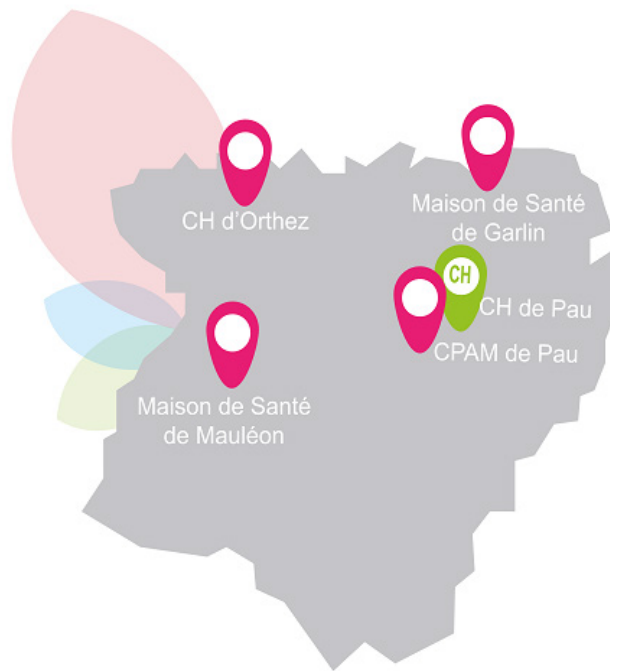 CH d'Orthez
Maison de Santé
de Garlin
CH
CH de Pau
CPAM de Pau
Maison de Santé
de Mauléon